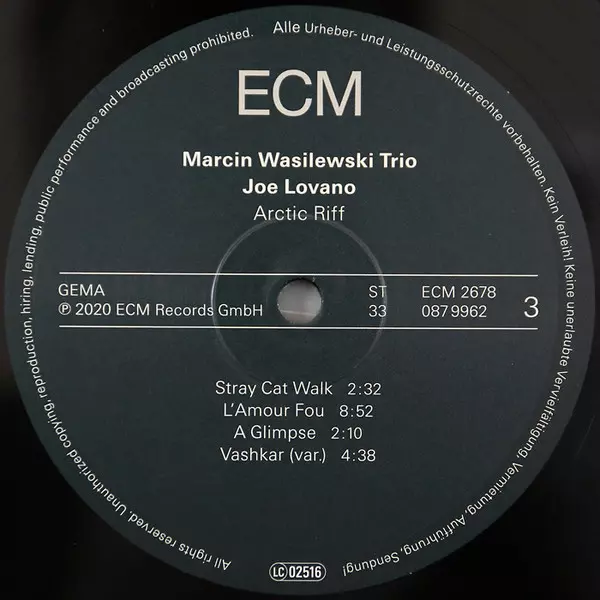 Unauthorized copying, reproduction, hiring, lending, public performance and broadcasting prohibited.
Alle Urheber- und Leistungsschutzrechte vorbehalten. Kein Verleih! Keine unerlaubte Vervielfältigung, Vermietung, Aufführung, Sendung!
ECM
Marcin Wasilewski Trio
Joe Lovano
Arctic Riff
GEMA ST ECM 2678
℗ 2020 ECM Records GmbH 33 087 9962 3
Stray Cat Walk 2:32
L'Amour Fou 8:52
A Glimpse 2:10
Vashkar (var.) 4:38
All rights reserved.
LC 02516